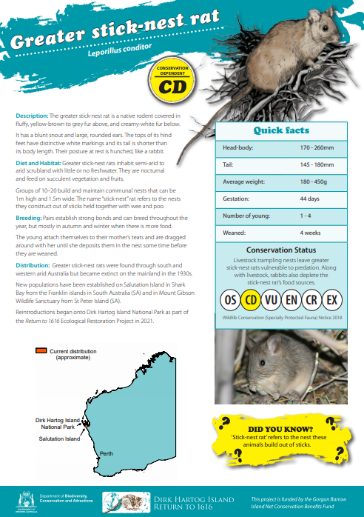 Greater stick-nest rat
Leporillus conditor
CONSERVATION
DEPENDENT
CD
Description: The greater stick-nest rat is a native rodent covered in
fluffy, yellow-brown to grey fur above, and creamy-white fur below.
It has a blunt snout and large, rounded ears. The tops of its hind
feet have distinctive white markings and its tail is shorter than
its body length. Their posture at rest is hunched, like a rabbit.
Diet and Habitat: Greater stick-nest rats inhabit semi-arid to
arid scrubland with little or no freshwater. They are nocturnal
and feed on succulent vegetation and fruits.
Groups of 10-20 build and maintain communal nests that can be
1m high and 1.5m wide. The name "stick-nest" rat refers to the nests
they construct out of sticks held together with wee and poo.
Breeding: Pairs establish strong bonds and can breed throughout the
year, but mostly in autumn and winter when there is more food.
The young attach themselves to their mother's teats and are dragged
around with her until she deposits them in the nest some time before
they are weaned.
Distribution: Greater stick-nest rats were found through south and
western arid Australia but became extinct on the mainland in the 1930s.
New populations have been established on Salutation Island in Shark
Bay from the Franklin Islands in South Australia (SA) and in Mount Gibson
Wildlife Sanctuary from St Peter Island (SA).
Reintroductions began onto Dirk Hartog Island National Park as part of
the Return to 1616 Ecological Restoration Project in 2021.
Quick facts
Head-body: 170 - 260mm
Tail: 145 - 180mm
Average weight: 180 - 450g
Gestation: 44 days
Number of young: 1 - 4
Weaned: 4 weeks
Conservation Status
Livestock trampling nests leave greater
stick-nest rats vulnerable to predation. Along
with livestock, rabbits also deplete the
stick-nest rat's food sources.
OS CD VU EN CR EX
Wildlife Conservation (Specially Protected Fauna) Notice 2018
Current distribution
(approximate)
Dirk Hartog Island
National Park
Salutation Island
Perth
DID YOU KNOW?
'Stick-nest rat' refers to the nest these
animals build out of sticks.
Department of Biodiversity,
Conservation and Attractions
DIRK HARTOG ISLAND
RETURN TO 1616
This project is funded by the Gorgon Barrow
Island Net Conservation Benefits Fund